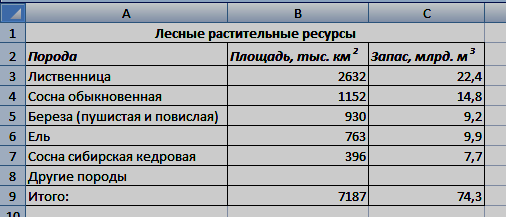 A B C
1 Лесные растительные ресурсы
2 Порода Площадь, тыс. км² Запас, млрд. м³
3 Лиственница 2632 22,4
4 Сосна обыкновенная 1152 14,8
5 Береза (пушистая и повислая) 930 9,2
6 Ель 763 9,9
7 Сосна сибирская кедровая 396 7,7
8 Другие породы
9 Итого: 7187 74,3
10